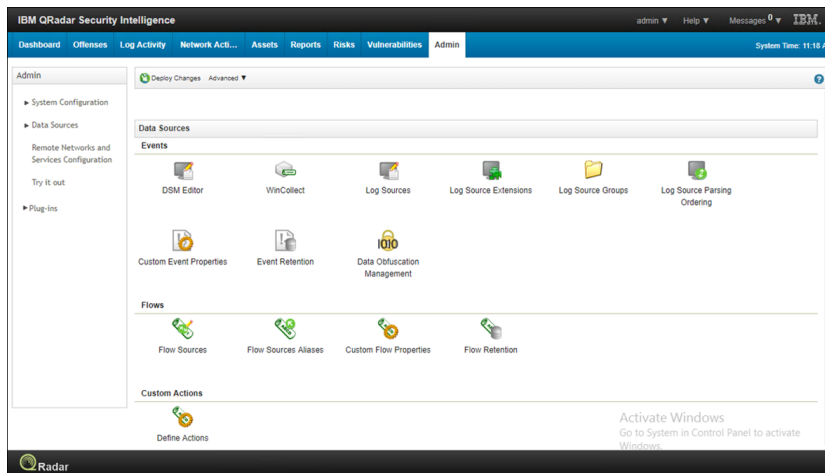 IBM QRadar Security Intelligence
admin ▼ Help ▼ Messages 0 ▼ IBM.
Dashboard Offenses Log Activity Network Acti... Assets Reports Risks Vulnerabilities Admin System Time: 11:18 A
Admin
Deploy Changes Advanced ▼
▶ System Configuration
▶ Data Sources
Remote Networks and
Services Configuration
Try it out
▶ Plug-ins
Data Sources
Events
DSM Editor
WinCollect
Log Sources
Log Source Extensions
Log Source Groups
Log Source Parsing
Ordering
Custom Event Properties
Event Retention
Data Obfuscation
Management
Flows
Flow Sources
Flow Sources Aliases
Custom Flow Properties
Flow Retention
Custom Actions
Define Actions
Activate Windows
Go to System in Control Panel to activate
Windows.
QRadar